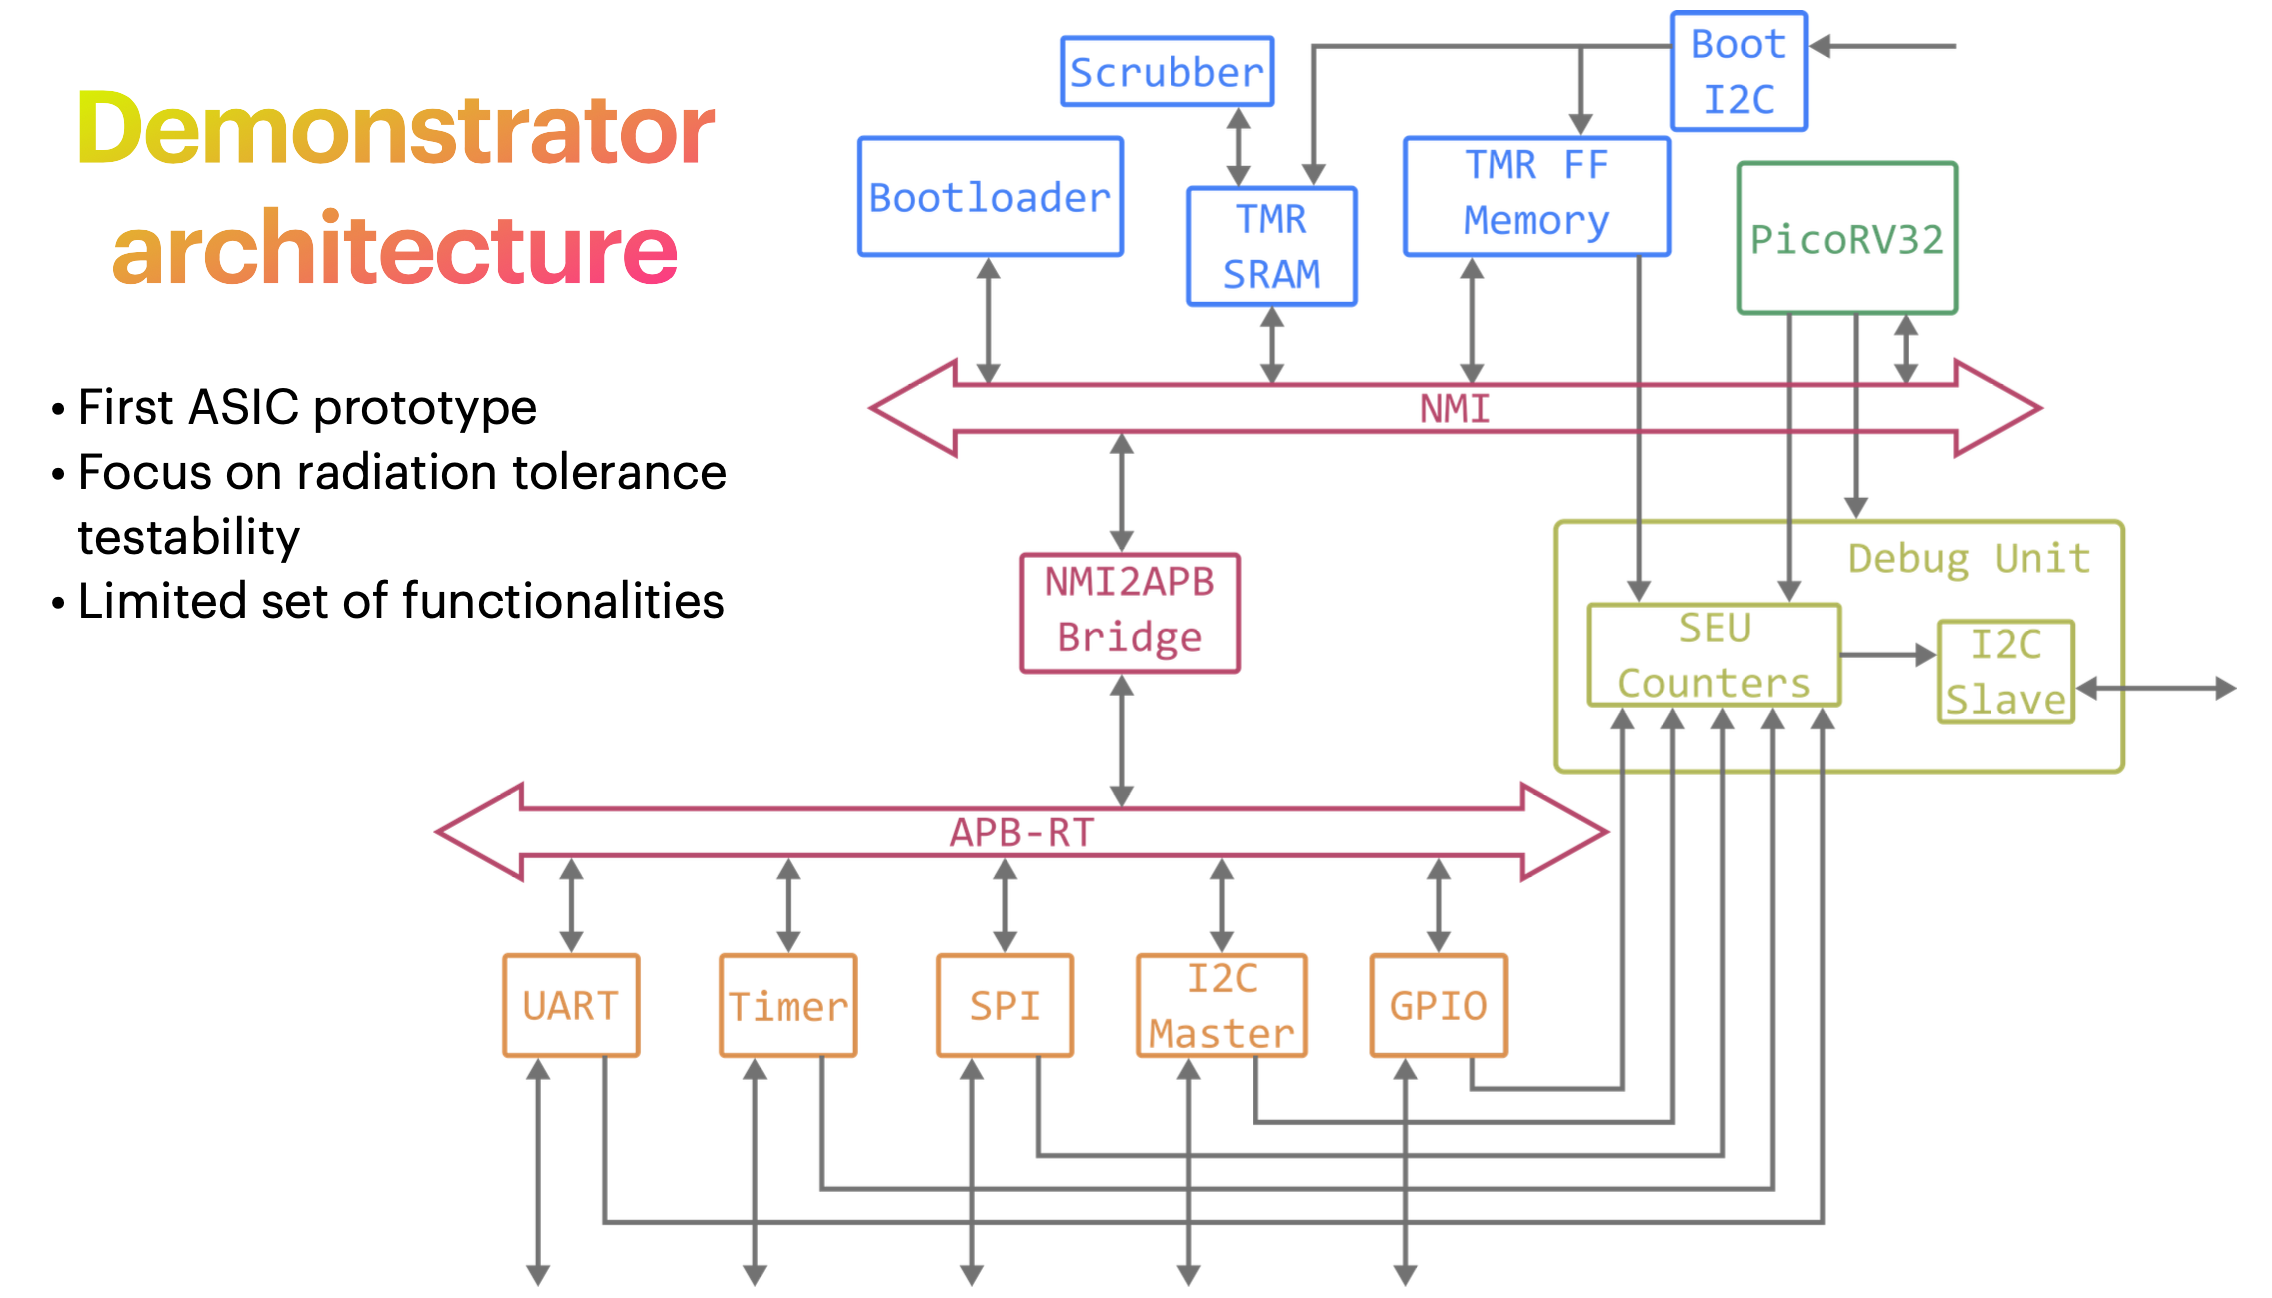 Demonstrator
architecture
• First ASIC prototype
• Focus on radiation tolerance
testability
• Limited set of functionalities
Boot
I2C
Scrubber
Bootloader
TMR
SRAM
TMR FF
Memory
PicoRV32
NMI
NMI2APB
Bridge
Debug Unit
SEU
Counters
I2C
Slave
APB-RT
UART
Timer
SPI
I2C
Master
GPIO